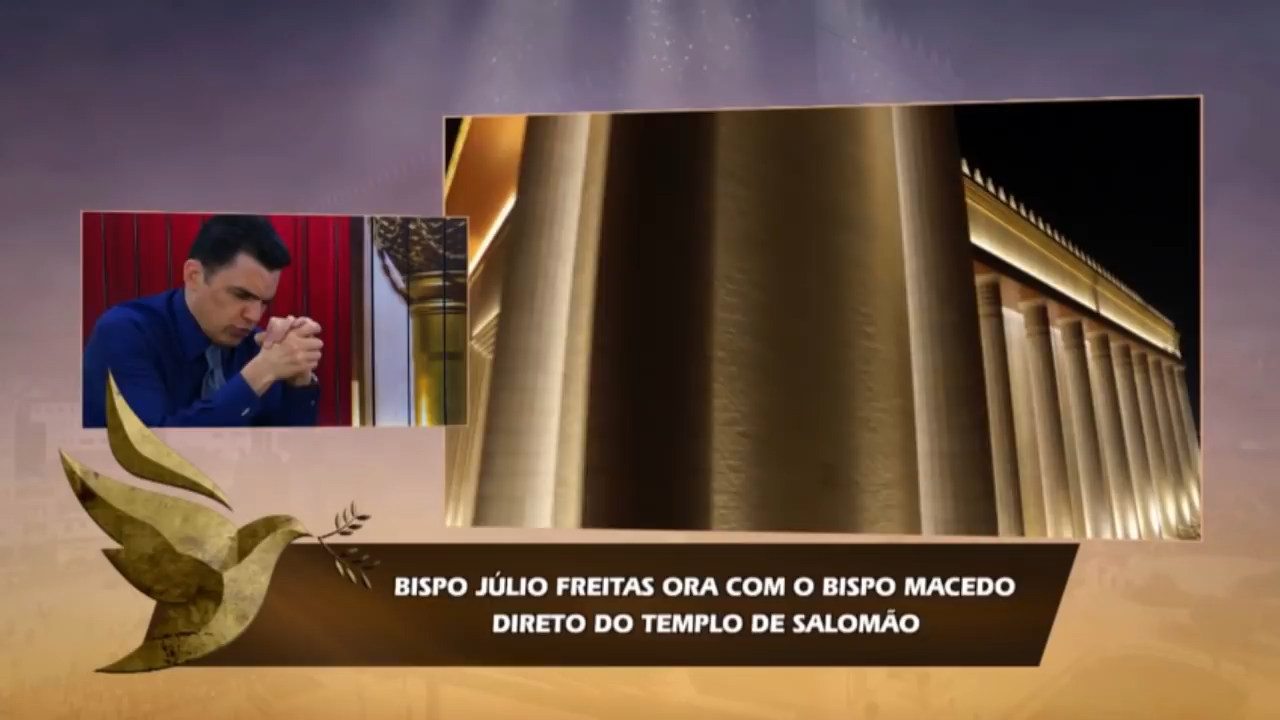 BISPO JÚLIO FREITAS ORA COM O BISPO MACEDO
DIRETO DO TEMPLO DE SALOMÃO